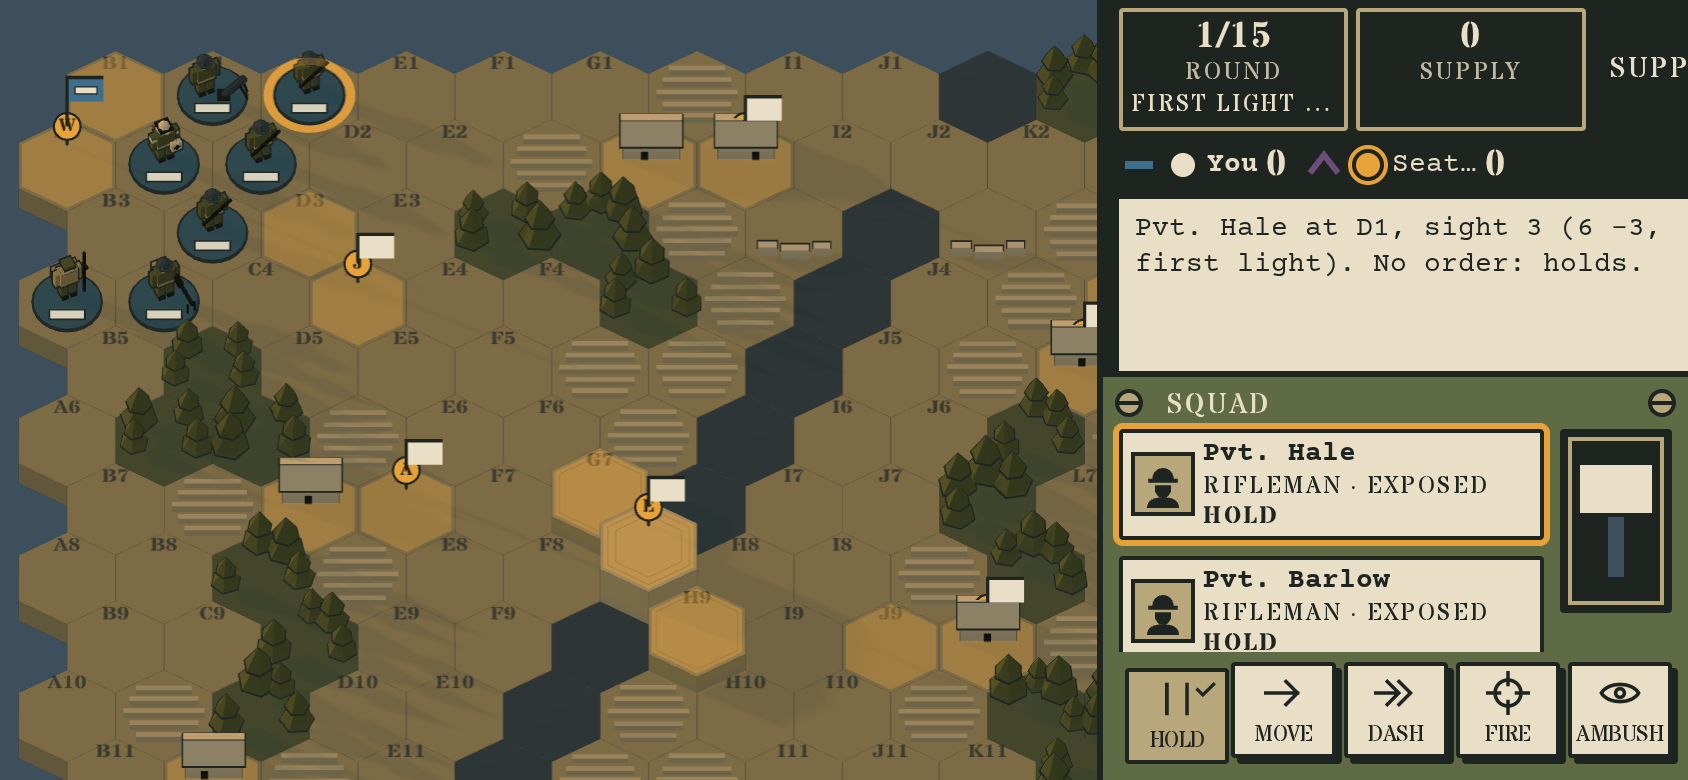 B1
E1
F1
G1
I1
J1
W
D2
E2
I2
J2
K2
B3
D3
E3
J
C4
E4
F4
J4
B5
D5
E5
F5
J5
A6
E6
F6
I6
J6
B7
A
F7
G7
I7
J7
L7
E
A8
B8
E8
F8
H8
I8
B9
C9
E9
F9
H9
I9
J9
A10
D10
E10
H10
I10
B11
E11
I11
J11
K11
1/15
ROUND
FIRST LIGHT ...
0
SUPPLY
SUPP
You 0
Seat… 0
Pvt. Hale at D1, sight 3 (6 −3,
first light). No order: holds.
SQUAD
Pvt. Hale
RIFLEMAN · EXPOSED
HOLD
Pvt. Barlow
RIFLEMAN · EXPOSED
HOLD
HOLD
MOVE
DASH
FIRE
AMBUSH